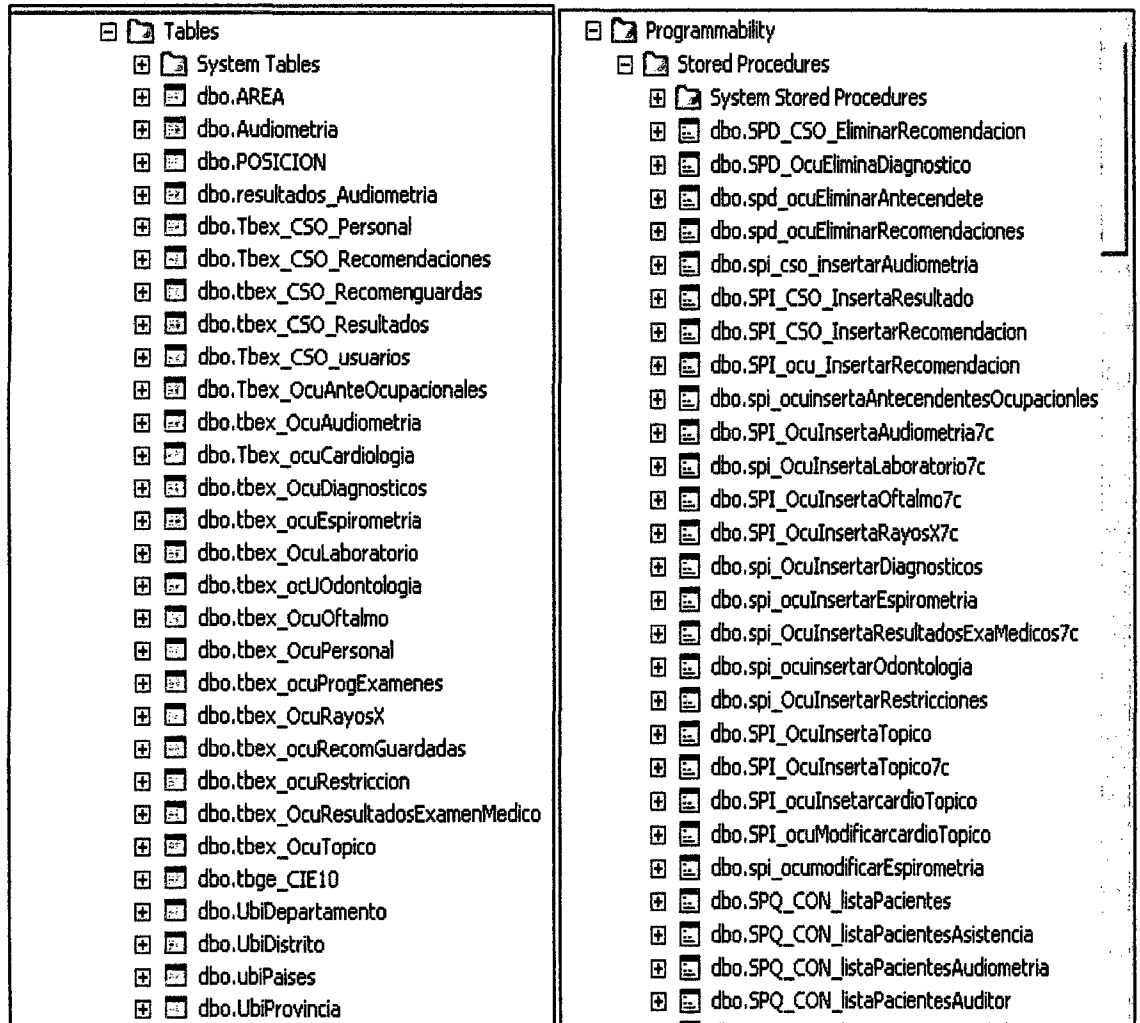 Tables
System Tables
dbo.AREA
dbo.Audiometria
dbo.POSICION
dbo.resultados_Audiometria
dbo.Tbex_CSO_Personal
dbo.Tbex_CSO_Recomendaciones
dbo.tbex_CSO_Recomenguardas
dbo.tbex_CSO_Resultados
dbo.Tbex_CSO_usuarios
dbo.Tbex_OcuAnteOcupacionales
dbo.tbex_OcuAudiometria
dbo.Tbex_ocuCardiologia
dbo.tbex_OcuDiagnosticos
dbo.tbex_ocuEspirometria
dbo.tbex_OcuLaboratorio
dbo.tbex_ocUOdontologia
dbo.tbex_OcuOftalmo
dbo.tbex_OcuPersonal
dbo.tbex_ocuProgExamenes
dbo.tbex_OcuRayosX
dbo.tbex_ocuRecomGuardadas
dbo.tbex_ocuRestriccion
dbo.tbex_OcuResultadosExamenMedico
dbo.tbex_OcuTopico
dbo.tbge_CIE10
dbo.UbiDepartamento
dbo.UbiDistrito
dbo.ubiPaises
dbo.UbiProvincia
Programmability
Stored Procedures
System Stored Procedures
dbo.SPD_CSO_EliminarRecomendacion
dbo.SPD_OcuEliminaDiagnostico
dbo.spd_ocuEliminarAntecendete
dbo.spd_ocuEliminarRecomendaciones
dbo.spi_cso_insertarAudiometria
dbo.SPI_CSO_InsertaResultado
dbo.SPI_CSO_InsertarRecomendacion
dbo.SPI_ocu_InsertarRecomendacion
dbo.spi_ocuinsertaAntecendentesOcupacionles
dbo.SPI_OcuInsertaAudiometria7c
dbo.spi_OcuInsertaLaboratorio7c
dbo.SPI_OcuInsertaOftalmo7c
dbo.SPI_OcuInsertaRayosX7c
dbo.spi_OcuInsertarDiagnosticos
dbo.spi_ocuInsertarEspirometria
dbo.spi_OcuInsertaResultadosExaMedicos7c
dbo.spi_ocuinsertarOdontologia
dbo.spi_OcuInsertarRestricciones
dbo.SPI_OcuInsertaTopico
dbo.SPI_OcuInsertaTopico7c
dbo.SPI_ocuInsetarcardioTopico
dbo.SPI_ocuModificarcardioTopico
dbo.spi_ocumodificarEspirometria
dbo.SPQ_CON_listaPacientes
dbo.SPQ_CON_listaPacientesAsistencia
dbo.SPQ_CON_listaPacientesAudiometria
dbo.SPQ_CON_listaPacientesAuditor